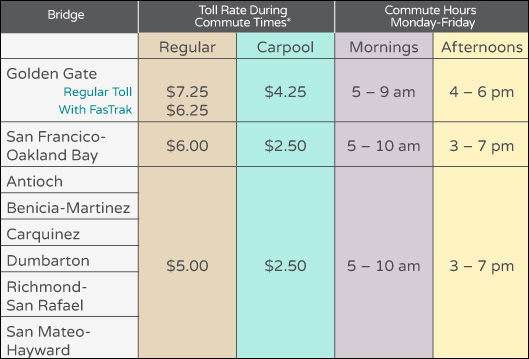 Bridge
Toll Rate During
Commute Times*
Commute Hours
Monday-Friday
Regular
Carpool
Mornings
Afternoons
Golden Gate
Regular Toll
With FasTrak
$7.25
$6.25
$4.25
5 – 9 am
4 – 6 pm
San Francico-
Oakland Bay
$6.00
$2.50
5 – 10 am
3 – 7 pm
Antioch
Benicia-Martinez
Carquinez
Dumbarton
Richmond-
San Rafael
San Mateo-
Hayward
$5.00
$2.50
5 – 10 am
3 – 7 pm